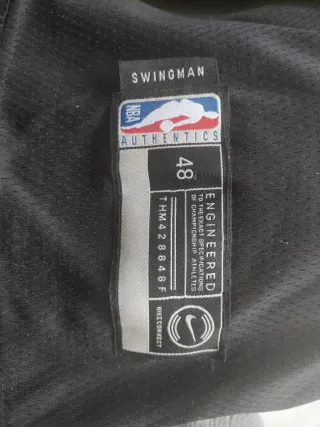 SWINGMAN
NBA
AUTHENTICS
48
ENGINEERED
TO THE EXACT SPECIFICATIONS
OF CHAMPIONSHIP ATHLETES
THM428848F
NIKECONNECT